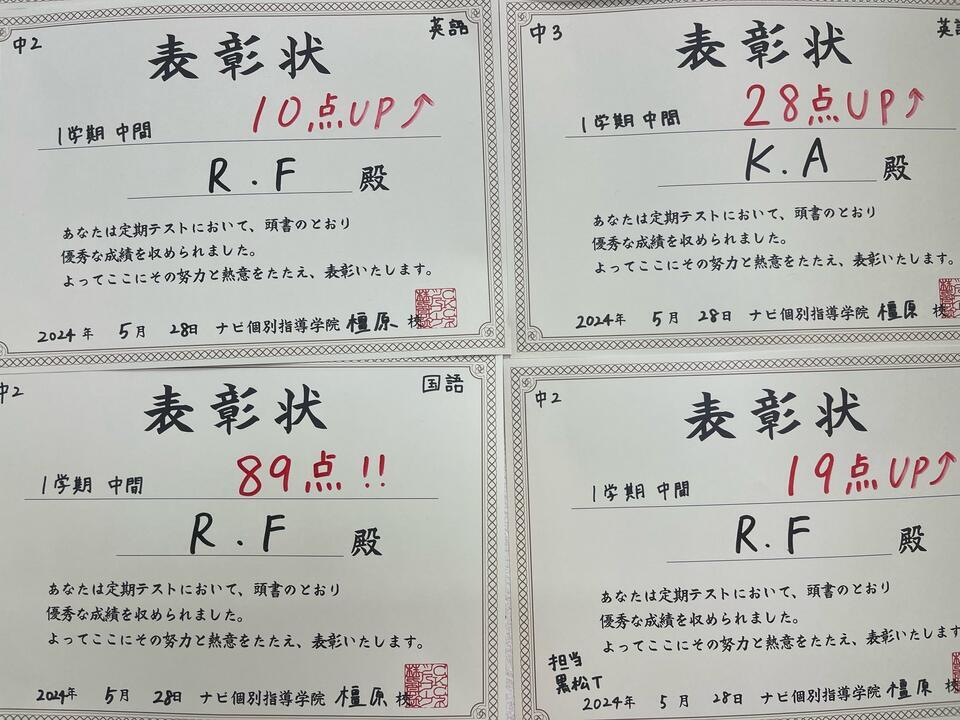 中2
英語
表彰状
1学期 中間 10点UP↑
R.F 殿
あなたは定期テストにおいて、頭書のとおり
優秀な成績を収められました。
よってここにその努力と熱意をたたえ、表彰いたします。
2024年 5月 28日 ナビ個別指導学院 橿原 校
中3
英語
表彰状
1学期 中間 28点UP↑
K.A 殿
あなたは定期テストにおいて、頭書のとおり
優秀な成績を収められました。
よってここにその努力と熱意をたたえ、表彰いたします。
2024年 5月 28日 ナビ個別指導学院 橿原 校
中2
国語
表彰状
1学期 中間 89点!!
R.F 殿
あなたは定期テストにおいて、頭書のとおり
優秀な成績を収められました。
よってここにその努力と熱意をたたえ、表彰いたします。
2024年 5月 28日 ナビ個別指導学院 橿原 校
中2
表彰状
1学期 中間 19点UP↑
R.F 殿
あなたは定期テストにおいて、頭書のとおり
優秀な成績を収められました。
よってここにその努力と熱意をたたえ、表彰いたします
担当
黒松T
2024年 5月 28日 ナビ個別指導学院 橿原 校